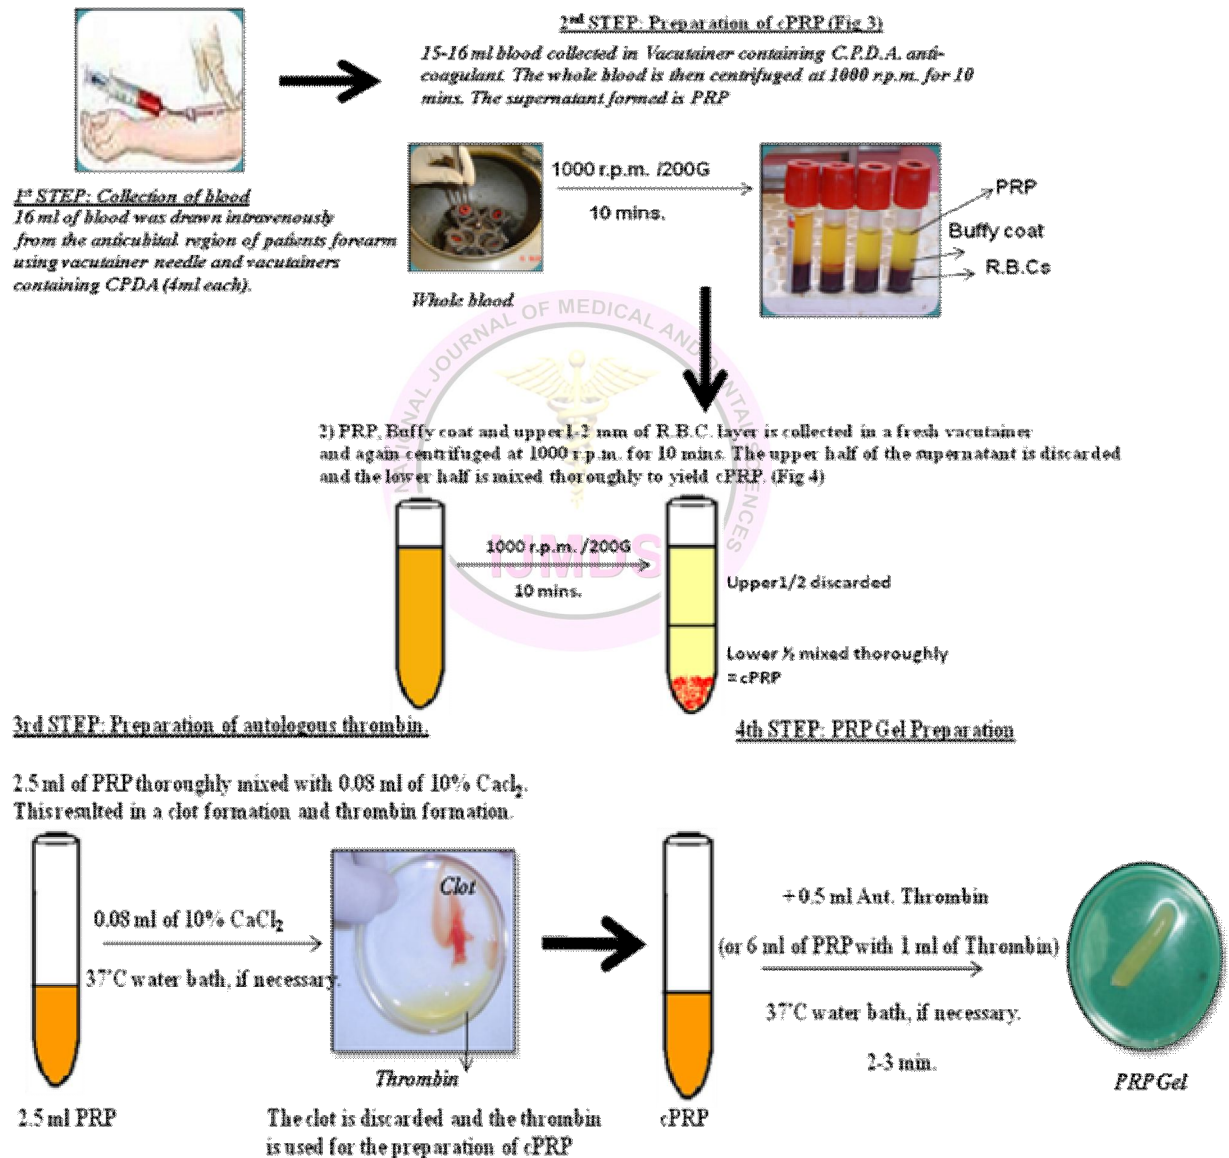 2nd STEP: Preparation of cPRP (Fig 3)
15-16 ml blood collected in Vacutainer containing C.P.D.A. anti-
coagulant. The whole blood is then centrifuged at 1000 r.p.m. for 10
mins. The supernatant formed is PRP
1st STEP: Collection of blood
16 ml of blood was drawn intravenously
from the anticubital region of patients forearm
using vacutainer needle and vacutainers
containing CPDA (4ml each).
1000 r.p.m. /200G
10 mins.
Whole blood
PRP
Buffy coat
R.B.Cs
NATIONAL JOURNAL OF MEDICAL AND DENTAL SCIENCES
IJMDS
2) PRP, Buffy coat and upper1-2 mm of R.B.C. layer is collected in a fresh vacutainer
and again centrifuged at 1000 r.p.m. for 10 mins. The upper half of the supernatant is discarded
and the lower half is mixed thoroughly to yield cPRP. (Fig 4)
1000 r.p.m. /200G
10 mins.
Upper1/2 discarded
Lower ½ mixed thoroughly
= cPRP
3rd STEP: Preparation of autologous thrombin.
2.5 ml of PRP thoroughly mixed with 0.08 ml of 10% Cacl2.
This resulted in a clot formation and thrombin formation.
0.08 ml of 10% CaCl2
37°C water bath, if necessary.
2.5 ml PRP
Clot
Thrombin
The clot is discarded and the thrombin
is used for the preparation of cPRP
4th STEP: PRP Gel Preparation
+0.5 ml Aut. Thrombin
(or 6 ml of PRP with 1 ml of Thrombin)
37°C water bath, if necessary.
2-3 min.
cPRP
PRP Gel